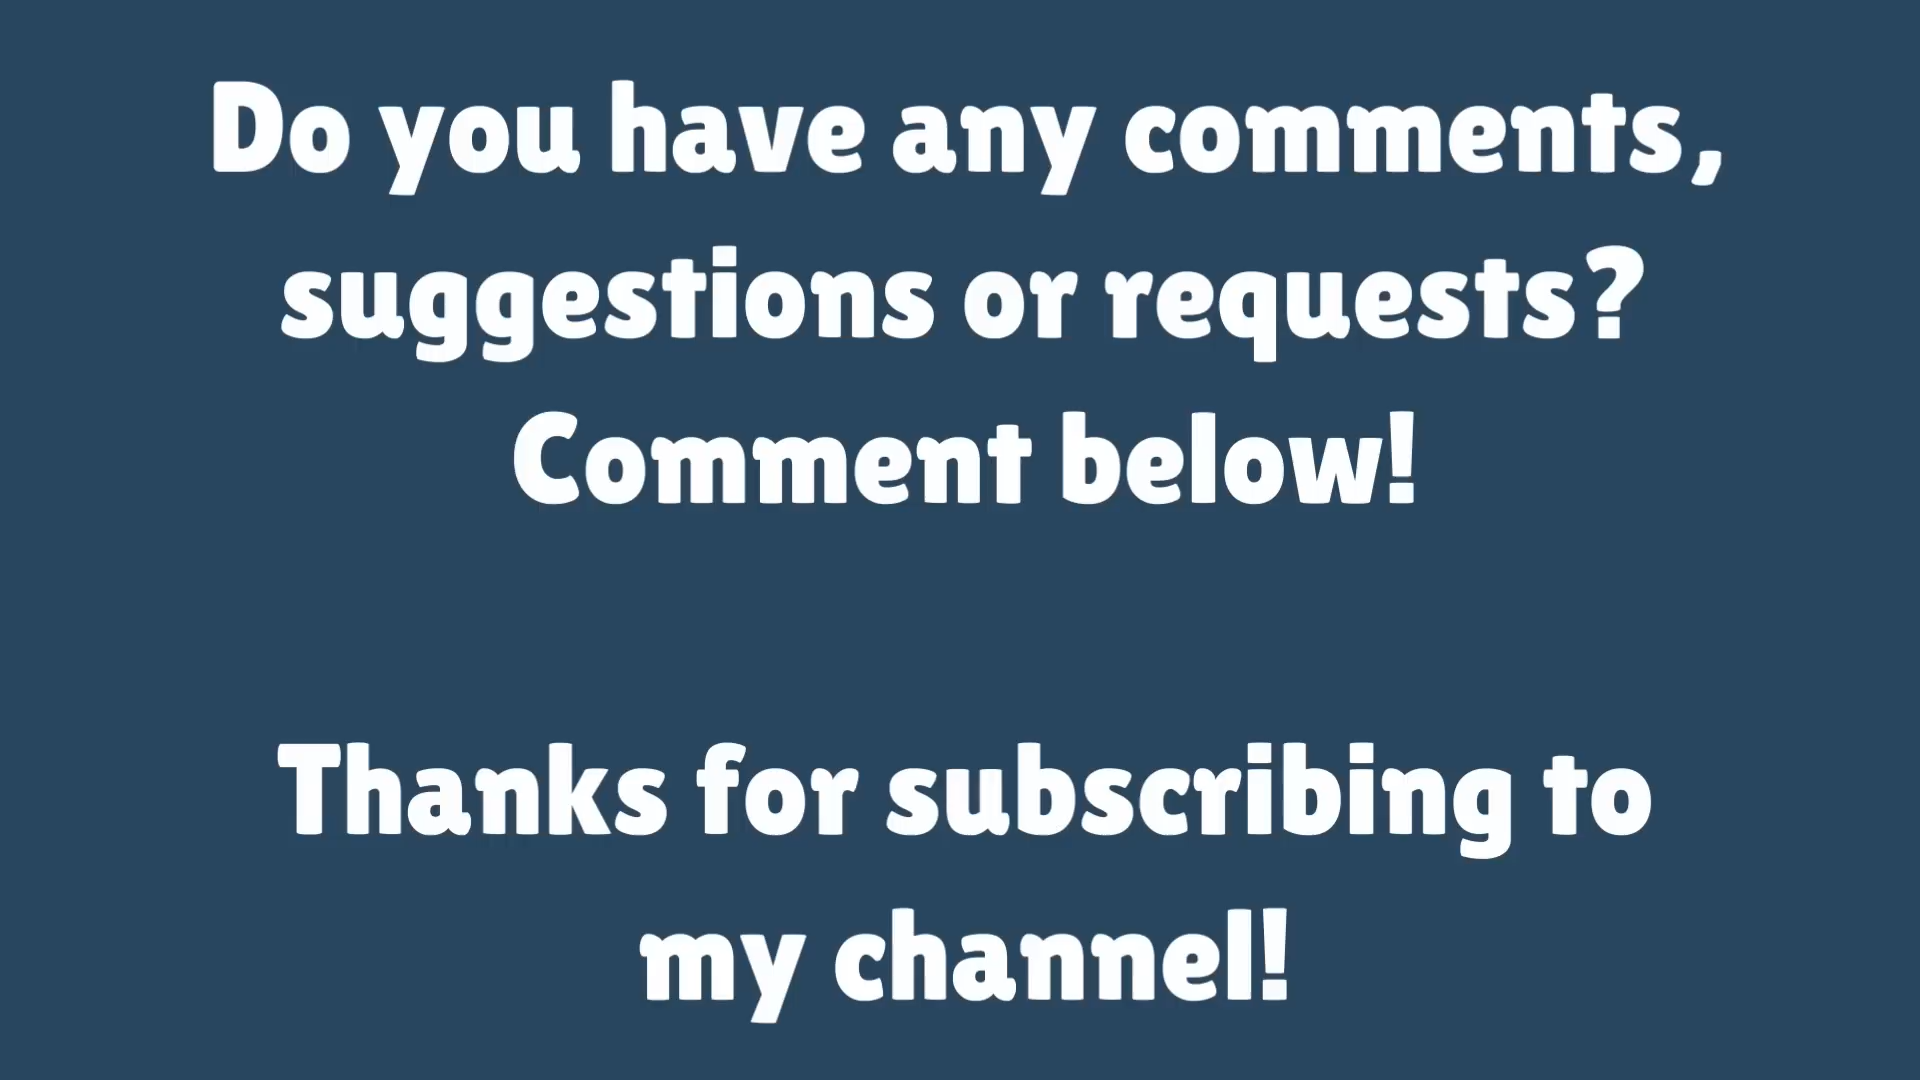 Do you have any comments,
suggestions or requests?
Comment below!
Thanks for subscribing to
my channel!